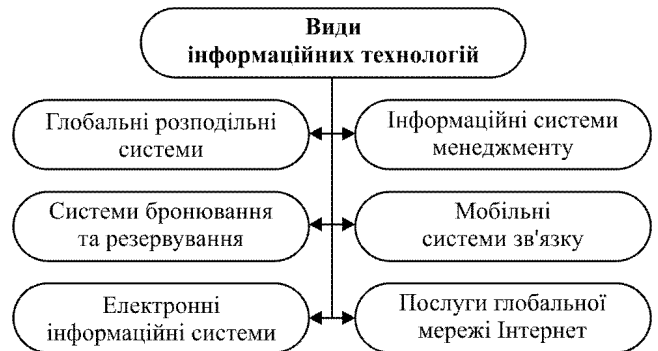 Види
інформаційних технологій
Глобальні розподільні
системи
Інформаційні системи
менеджменту
Системи бронювання
та резервування
Мобільні
системи зв'язку
Електронні
інформаційні системи
Послуги глобальної
мережі Інтернет